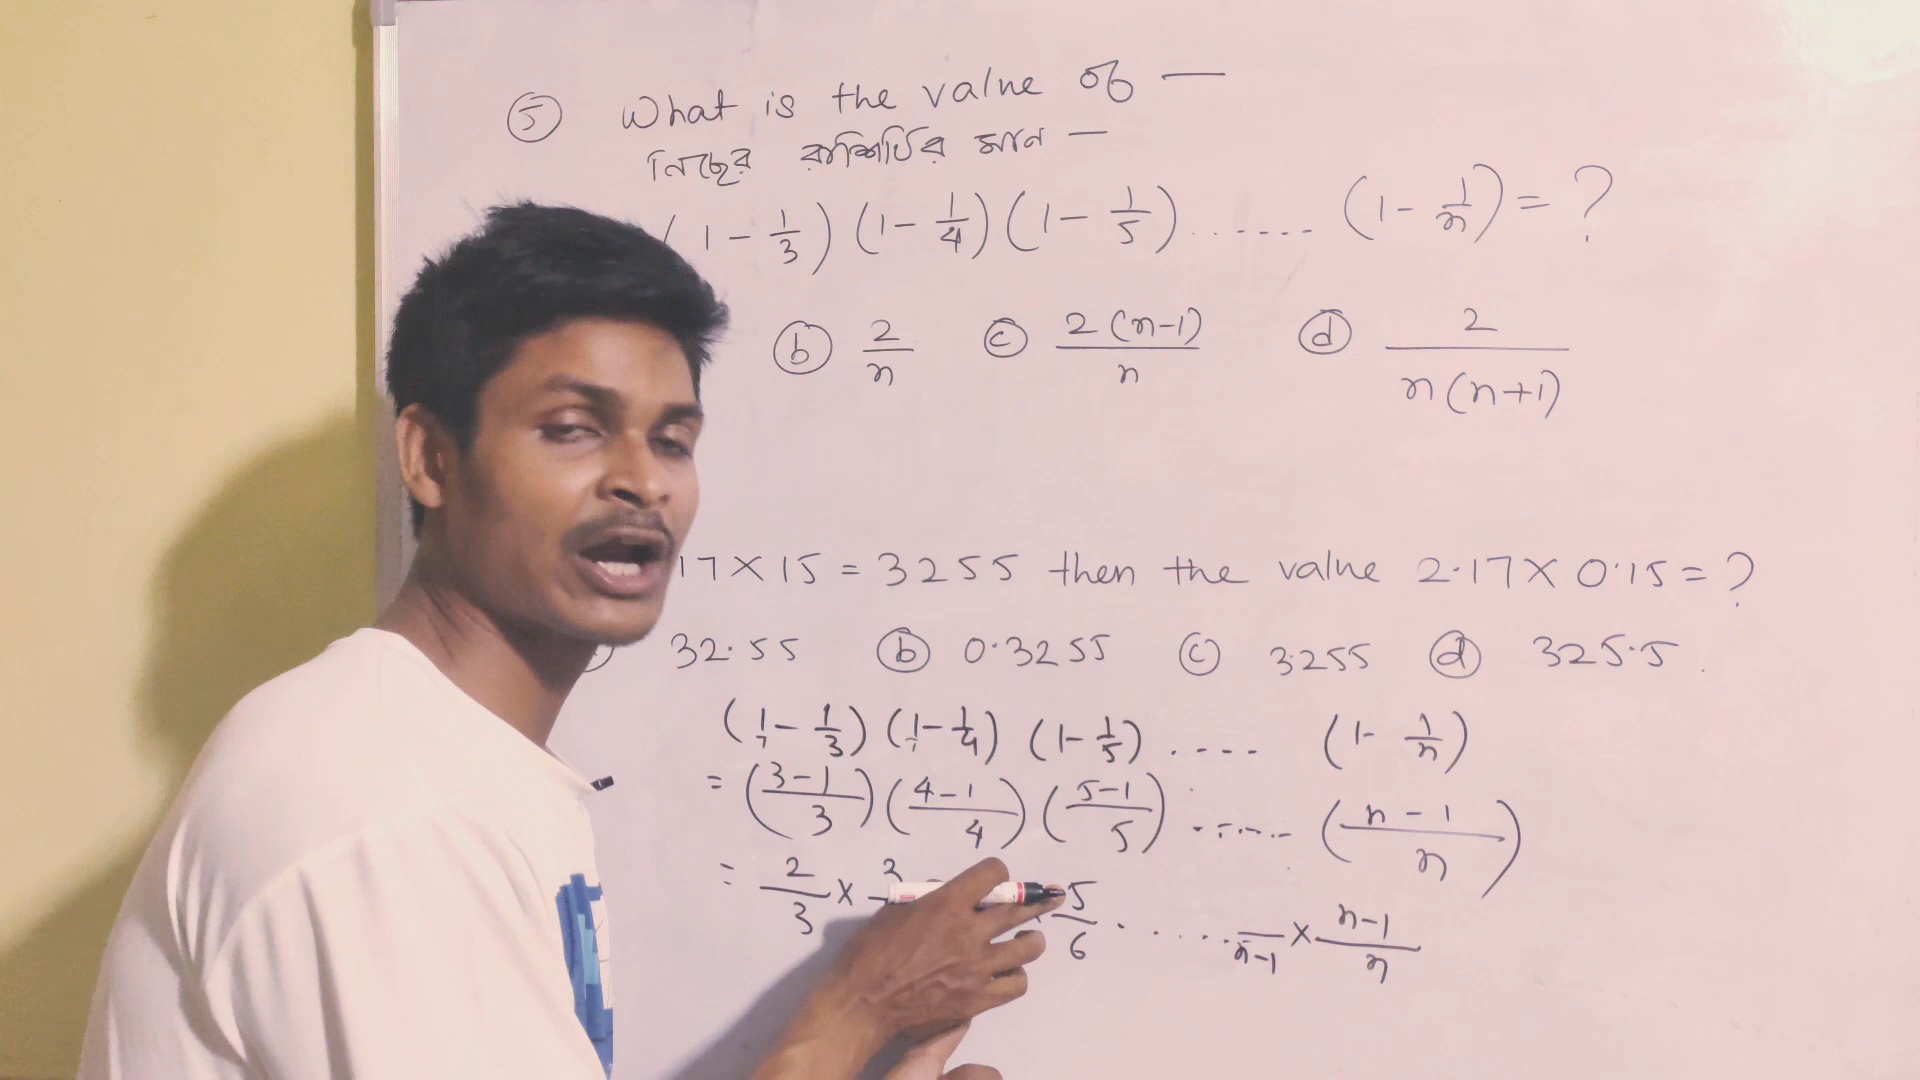 ⑤ What is the value of —
নিচের রাশিটির মান —
(1 - 1/3) (1 - 1/4) (1 - 1/5) ...... (1 - 1/n) = ?
ⓑ 2/n ⓒ 2(n-1)/n ⓓ 2/n(n+1)
17 × 15 = 3255 then the value 2.17 × 0.15 = ?
32.55 ⓑ 0.3255 ⓒ 3.255 ⓓ 325.5
(1 - 1/3) (1 - 1/4) (1 - 1/5) .... (1 - 1/n)
= (3-1/3) (4-1/4) (5-1/5) ...... (n-1/n)
= 2/3 × 3 5/6 ...... /n-1 × n-1/n